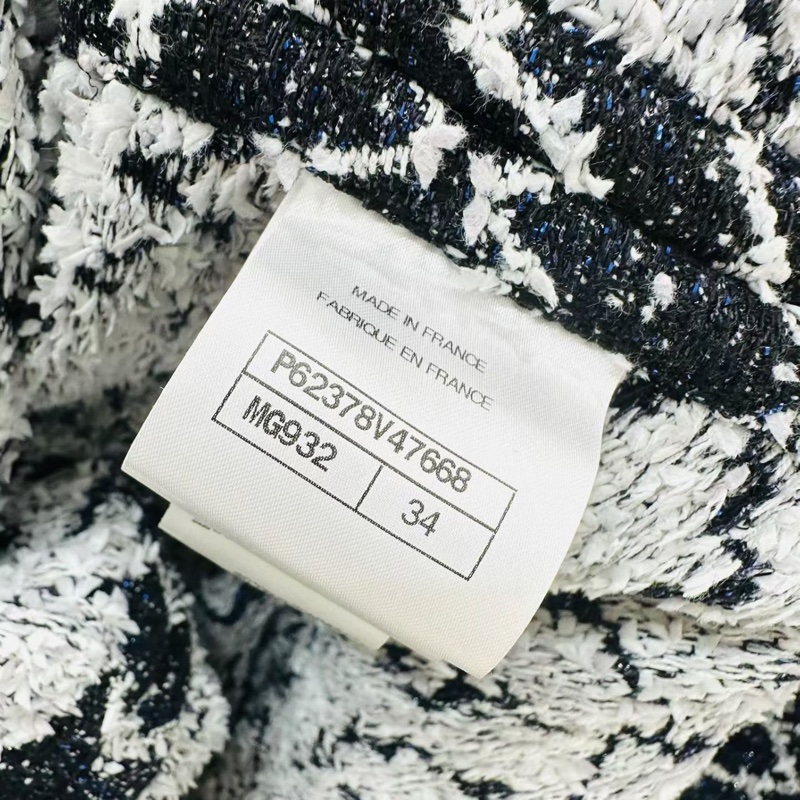 MADE IN FRANCE
FABRIQUE EN FRANCE
P62378V47668
MG932
34